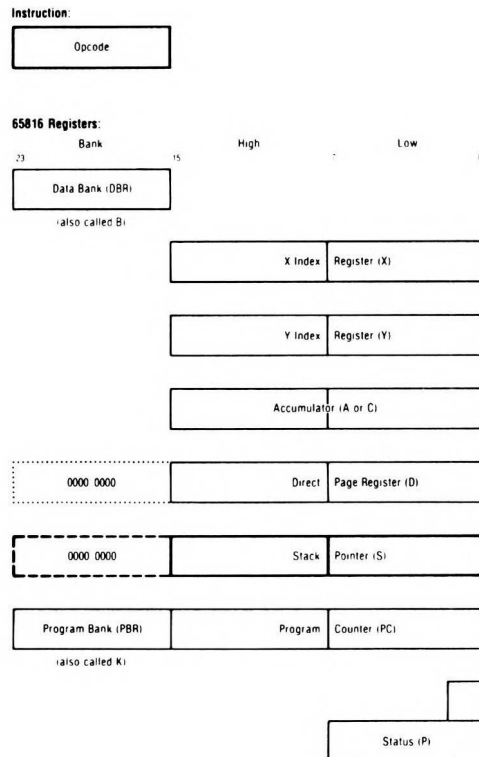 Instruction:
Opcode
65816 Registers:
Bank High Low
23 15 7
Data Bank (DBR)
(also called B)
X Index Register (X)
Y Index Register (Y)
Accumulator (A or C)
0000 0000 Direct Page Register (D)
0000 0000 Stack Pointer (S)
Program Bank (PBR) Program Counter (PC)
(also called K)
Status (P)